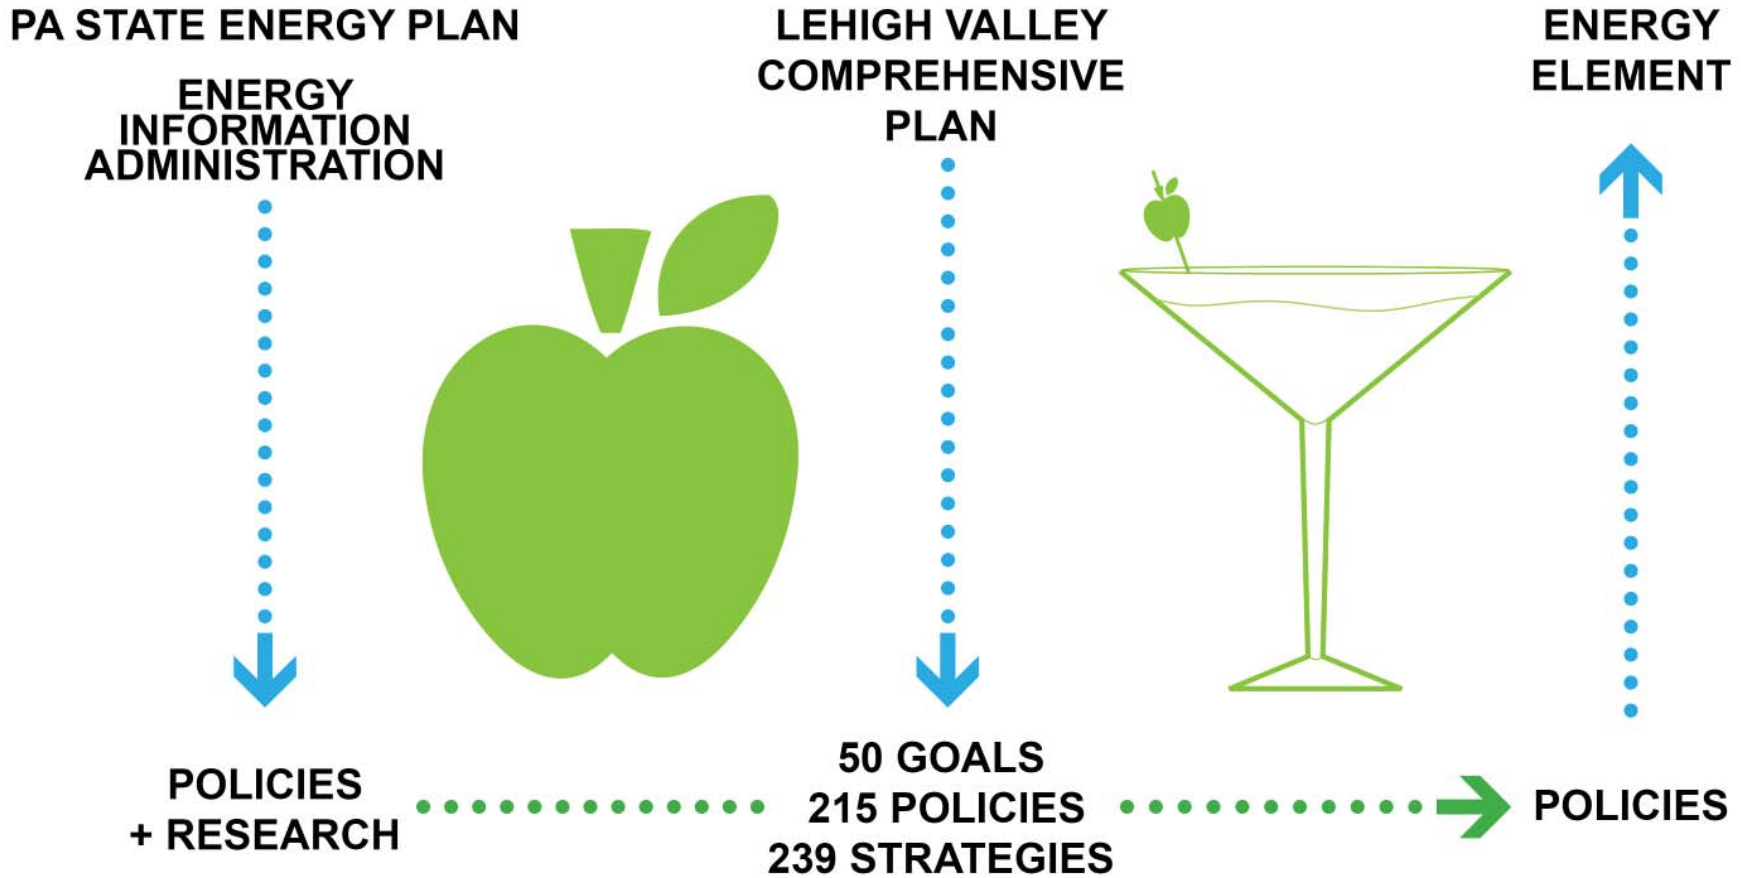 PA STATE ENERGY PLAN
ENERGY
INFORMATION
ADMINISTRATION
LEHIGH VALLEY
COMPREHENSIVE
PLAN
ENERGY
ELEMENT
POLICIES
+ RESEARCH
50 GOALS
215 POLICIES
239 STRATEGIES
POLICIES